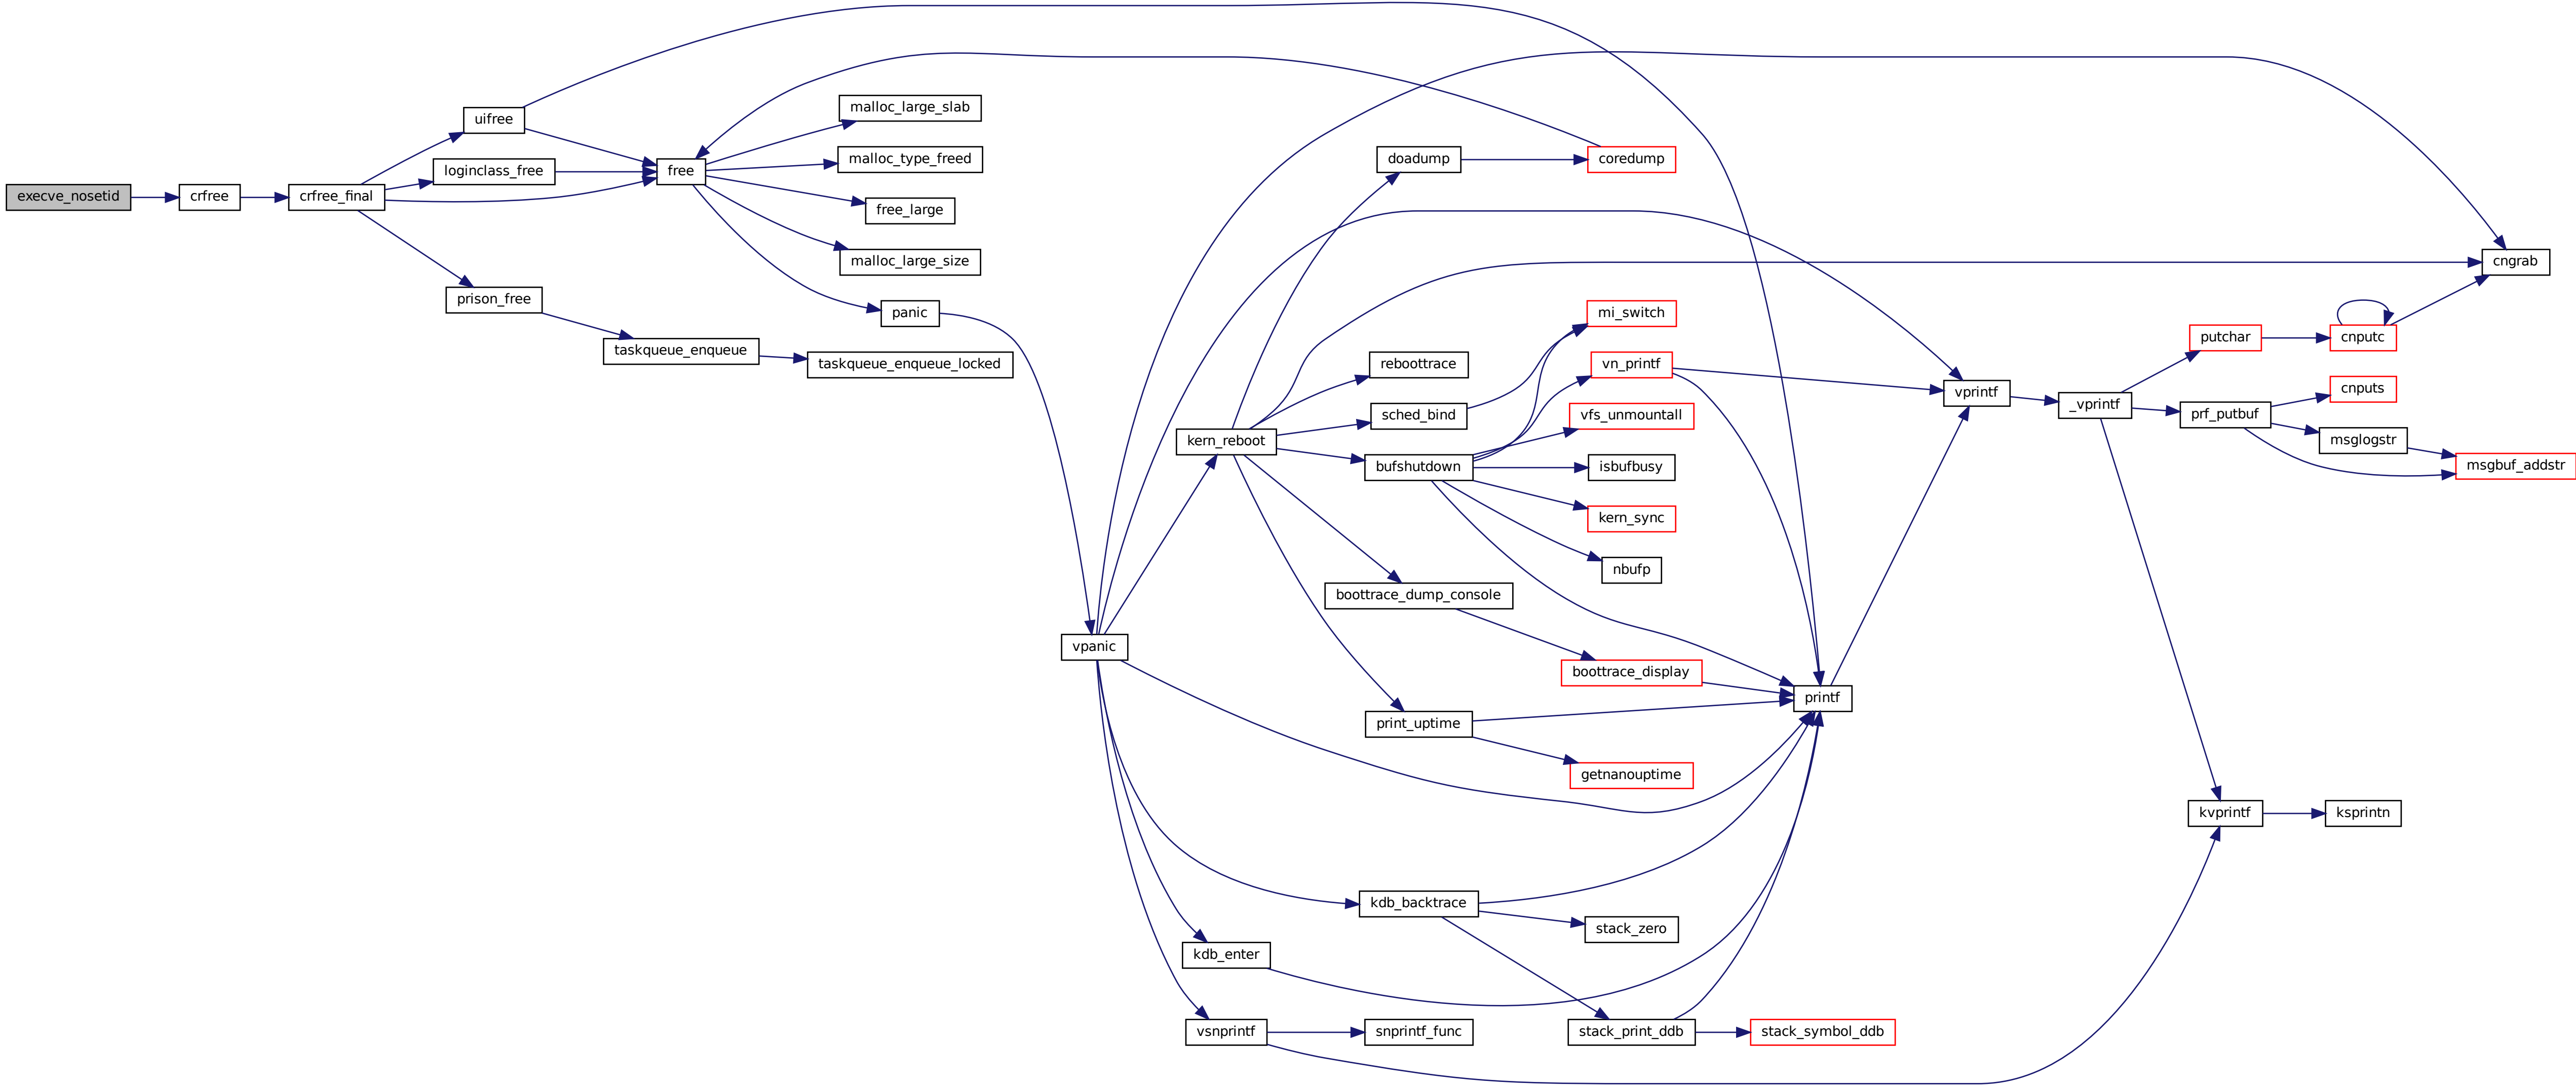 execve_nosetid
crfree
crfree_final
uifree
loginclass_free
prison_free
free
taskqueue_enqueue
malloc_large_slab
malloc_type_freed
free_large
malloc_large_size
panic
taskqueue_enqueue_locked
vpanic
kern_reboot
kdb_enter
vsnprintf
doadump
reboottrace
sched_bind
bufshutdown
boottrace_dump_console
print_uptime
kdb_backtrace
snprintf_func
coredump
mi_switch
vn_printf
vfs_unmountall
isbufbusy
kern_sync
nbufp
boottrace_display
getnanouptime
stack_zero
stack_print_ddb
printf
stack_symbol_ddb
vprintf
_vprintf
putchar
prf_putbuf
kvprintf
cnputc
cnputs
msglogstr
ksprintn
cngrab
msgbuf_addstr